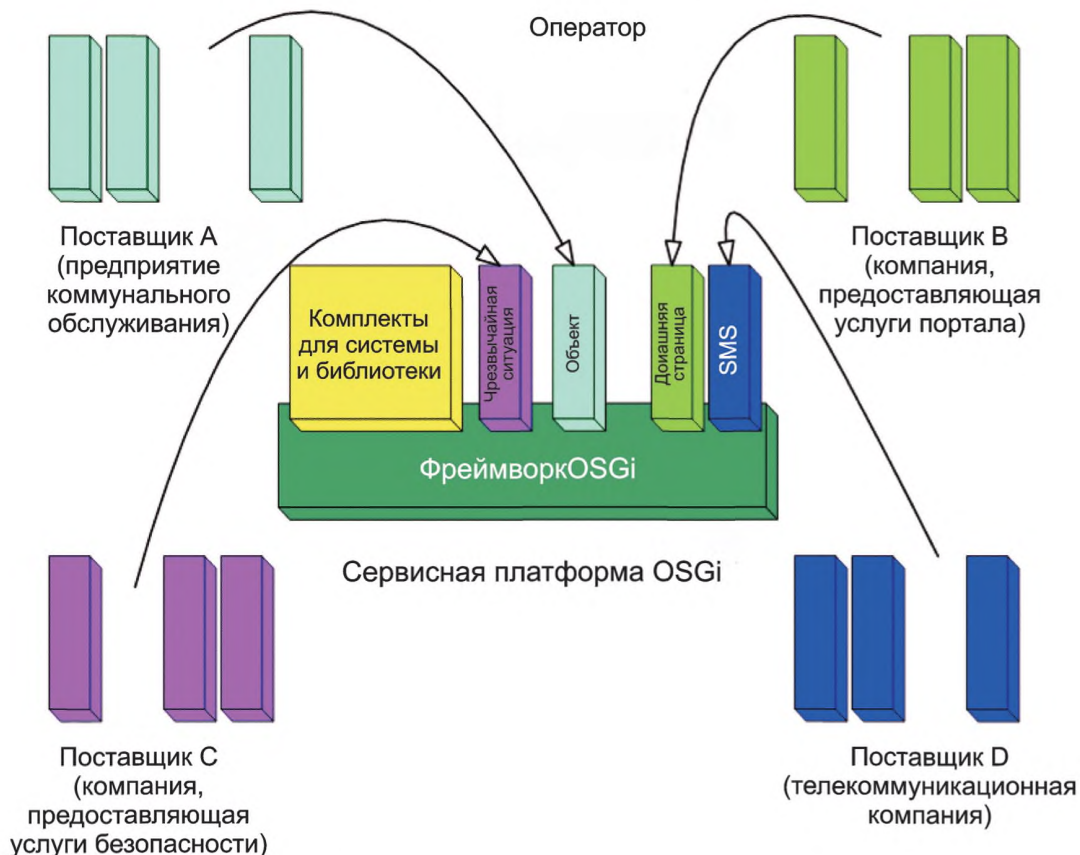 Оператор
Поставщик А
(предприятие
коммунального
обслуживания)
Поставщик В
(компания,
предоставляющая
услуги портала)
Комплекты
для системы
и библиотеки
Чрезвычайная
ситуация
Объект
Доиашняя
страница
SMS
ФреймворкOSGi
Сервисная платформа OSGi
Поставщик С
(компания,
предоставляющая
услуги безопасности)
Поставщик D
(телекоммуникационная
компания)